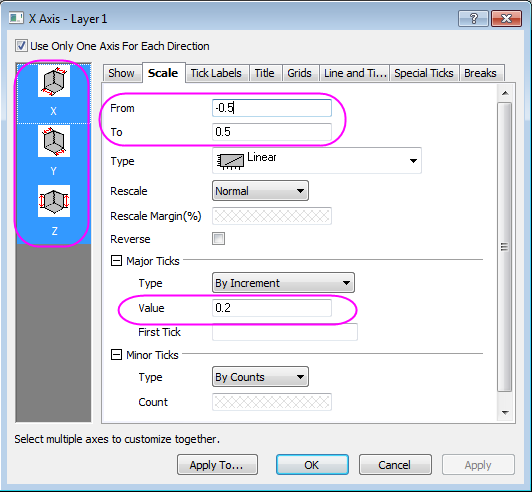 X Axis - Layer1
Use Only One Axis For Each Direction
Show Scale Tick Labels Title Grids Line and Ti... Special Ticks Breaks
X
Y
Z
From -0.5
To 0.5
Type Linear
Rescale Normal
Rescale Margin(%)
Reverse
Major Ticks
Type By Increment
Value 0.2
First Tick
Minor Ticks
Type By Counts
Count
Select multiple axes to customize together.
Apply To... OK Cancel Apply